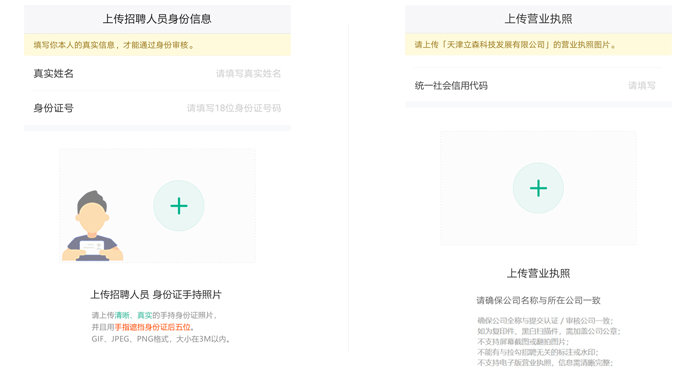 上传招聘人员身份信息
填写你本人的真实信息,才能通过身份审核。
真实姓名 请填写真实姓名
身份证号 请填写18位身份证号码
上传招聘人员 身份证手持照片
请上传清晰、真实的手持身份证照片,
并且用手指遮挡身份证后五位。
GIF、JPEG、PNG格式,大小在3M以内。
上传营业执照
请上传「天津立森科技发展有限公司」的营业执照图片。
统一社会信用代码 请填写
上传营业执照
请确保公司名称与所在公司一致
确保公司全称与提交认证/审核公司一致;
如为复印件、黑白扫描件,需加盖公司公章;
不支持屏幕截图或翻拍图片;
不能有与拉勾招聘无关的标注或水印;
不支持电子版营业执照,信息需清晰完整;